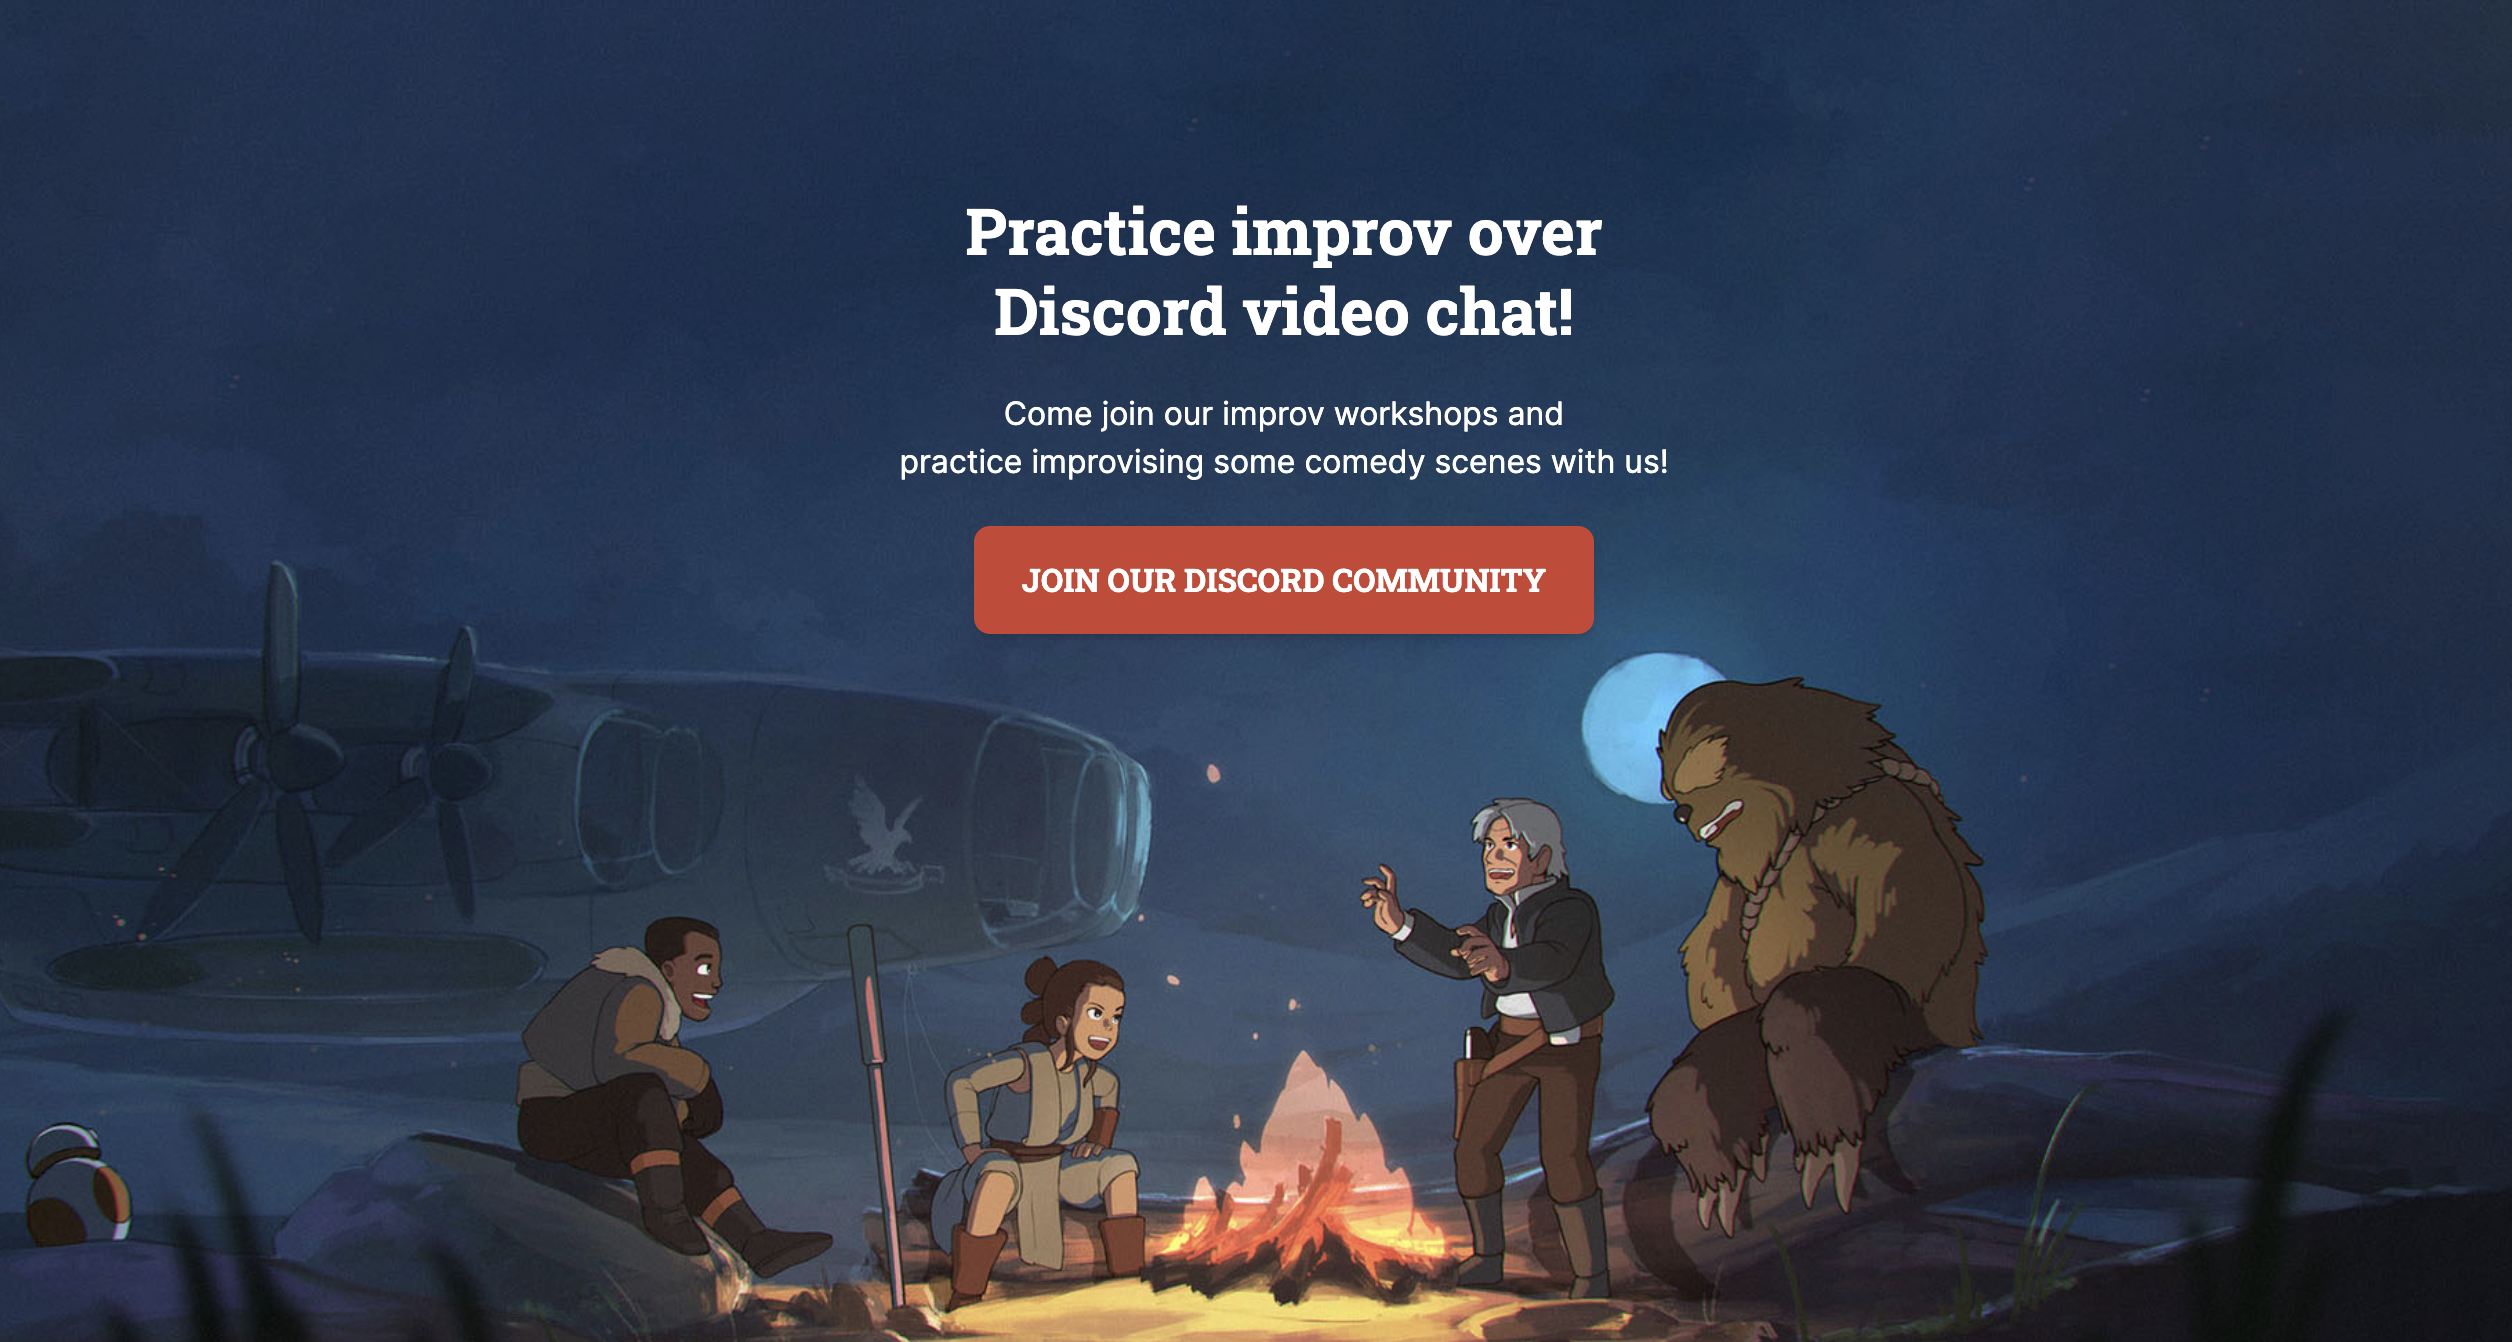 Practice improv over
Discord video chat!
Come join our improv workshops and
practice improvising some comedy scenes with us!
JOIN OUR DISCORD COMMUNITY